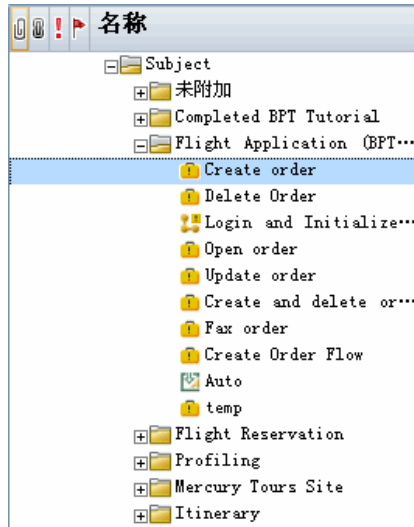 名称
Subject
未附加
Completed BPT Tutorial
Flight Application (BPT…
Create order
Delete Order
Login and Initialize…
Open order
Update order
Create and delete or…
Fax order
Create Order Flow
Auto
temp
Flight Reservation
Profiling
Mercury Tours Site
Itinerary